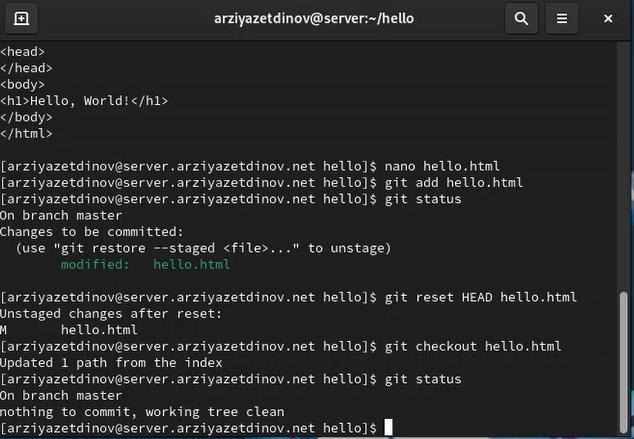 arziyazetdinov@server:~/hello
<head>
</head>
<body>
<h1>Hello, World!</h1>
</body>
</html>
[arziyazetdinov@server.arziyazetdinov.net hello]$ nano hello.html
[arziyazetdinov@server.arziyazetdinov.net hello]$ git add hello.html
[arziyazetdinov@server.arziyazetdinov.net hello]$ git status
On branch master
Changes to be committed:
  (use "git restore --staged <file>..." to unstage)
        modified:   hello.html
[arziyazetdinov@server.arziyazetdinov.net hello]$ git reset HEAD hello.html
Unstaged changes after reset:
M       hello.html
[arziyazetdinov@server.arziyazetdinov.net hello]$ git checkout hello.html
Updated 1 path from the index
[arziyazetdinov@server.arziyazetdinov.net hello]$ git status
On branch master
nothing to commit, working tree clean
[arziyazetdinov@server.arziyazetdinov.net hello]$